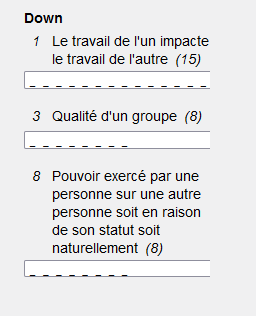 Down
1 Le travail de l'un impacte
le travail de l'autre (15)
_ _ _ _ _ _ _ _ _ _ _ _ _ _ _
3 Qualité d'un groupe (8)
_ _ _ _ _ _ _ _
8 Pouvoir exercé par une
personne sur une autre
personne soit en raison
de son statut soit
naturellement (8)
_ _ _ _ _ _ _ _